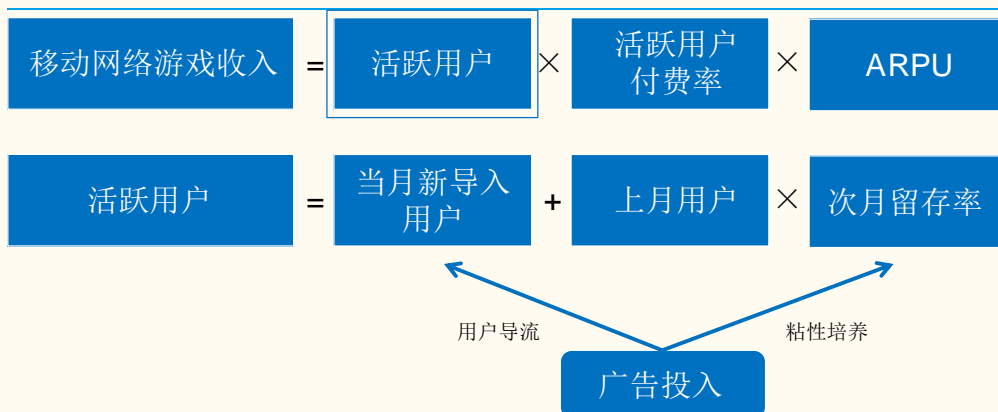 移动网络游戏收入 = 活跃用户 × 活跃用户付费率 × ARPU
活跃用户 = 当月新导入用户 + 上月用户 × 次月留存率
用户导流 粘性培养
广告投入